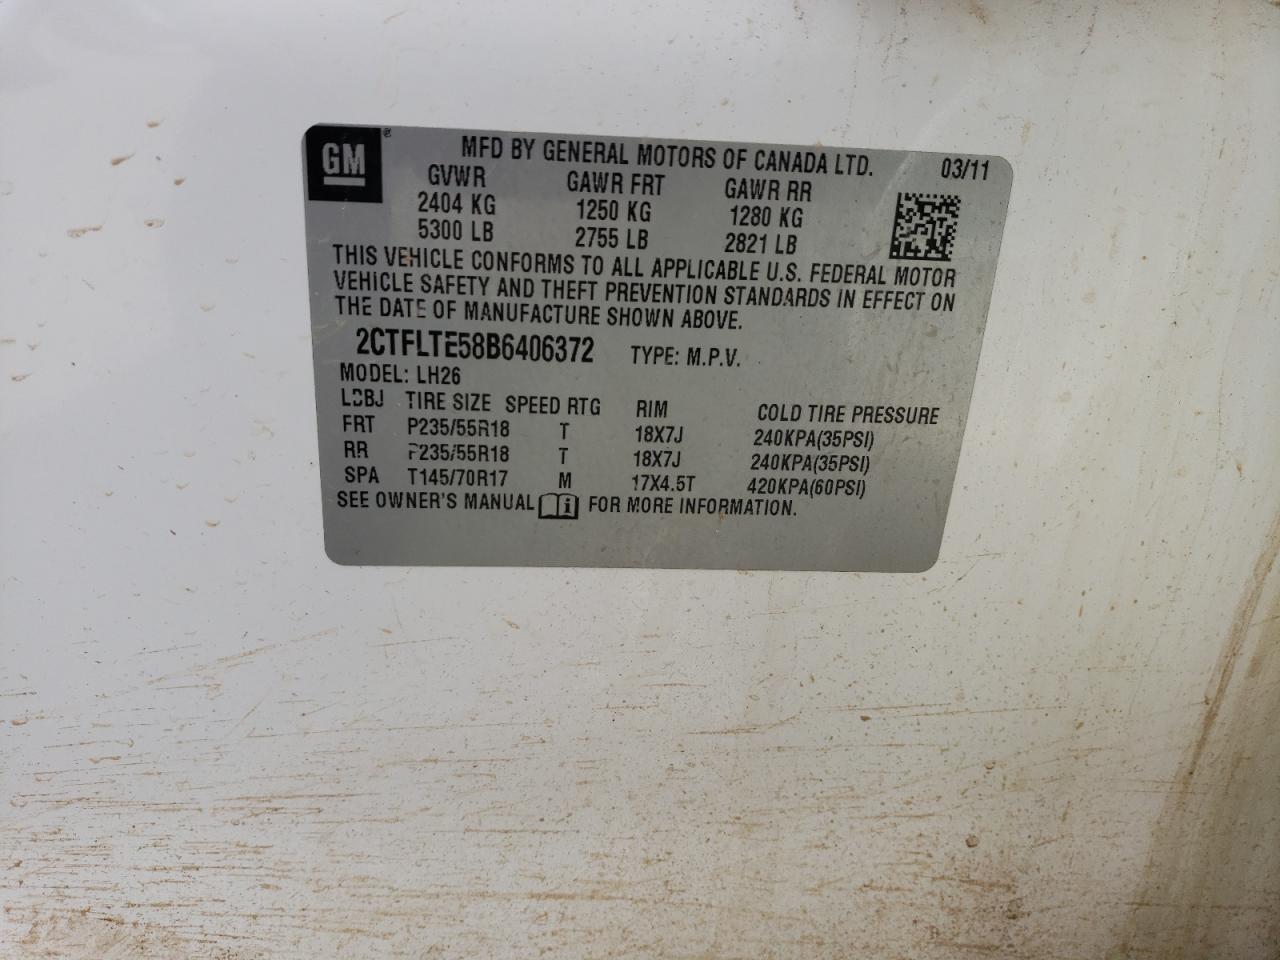 GM ® MFD BY GENERAL MOTORS OF CANADA LTD. 03/11
GVWR GAWR FRT GAWR RR
2404 KG 1250 KG 1280 KG
5300 LB 2755 LB 2821 LB
THIS VEHICLE CONFORMS TO ALL APPLICABLE U.S. FEDERAL MOTOR
VEHICLE SAFETY AND THEFT PREVENTION STANDARDS IN EFFECT ON
THE DATE OF MANUFACTURE SHOWN ABOVE.
2CTFLTE58B6406372 TYPE: M.P.V.
MODEL: LH26
TIRE SIZE SPEED RTG RIM COLD TIRE PRESSURE
FRT P235/55R18 T 18X7J 240KPA(35PSI)
RR P235/55R18 T 18X7J 240KPA(35PSI)
SPA T145/70R17 M 17X4.5T 420KPA(60PSI)
SEE OWNER'S MANUAL i FOR MORE INFORMATION.